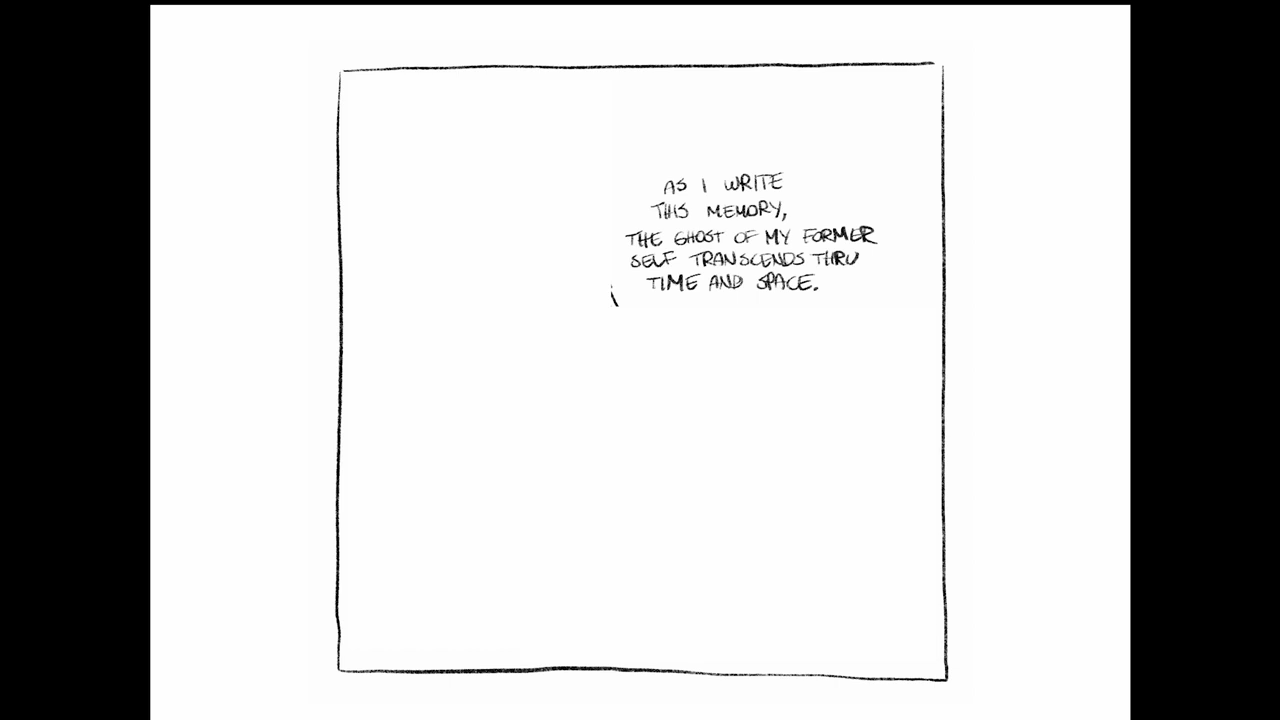 AS I WRITE
THIS MEMORY,
THE GHOST OF MY FORMER
SELF TRANSCENDS THRU
TIME AND SPACE.